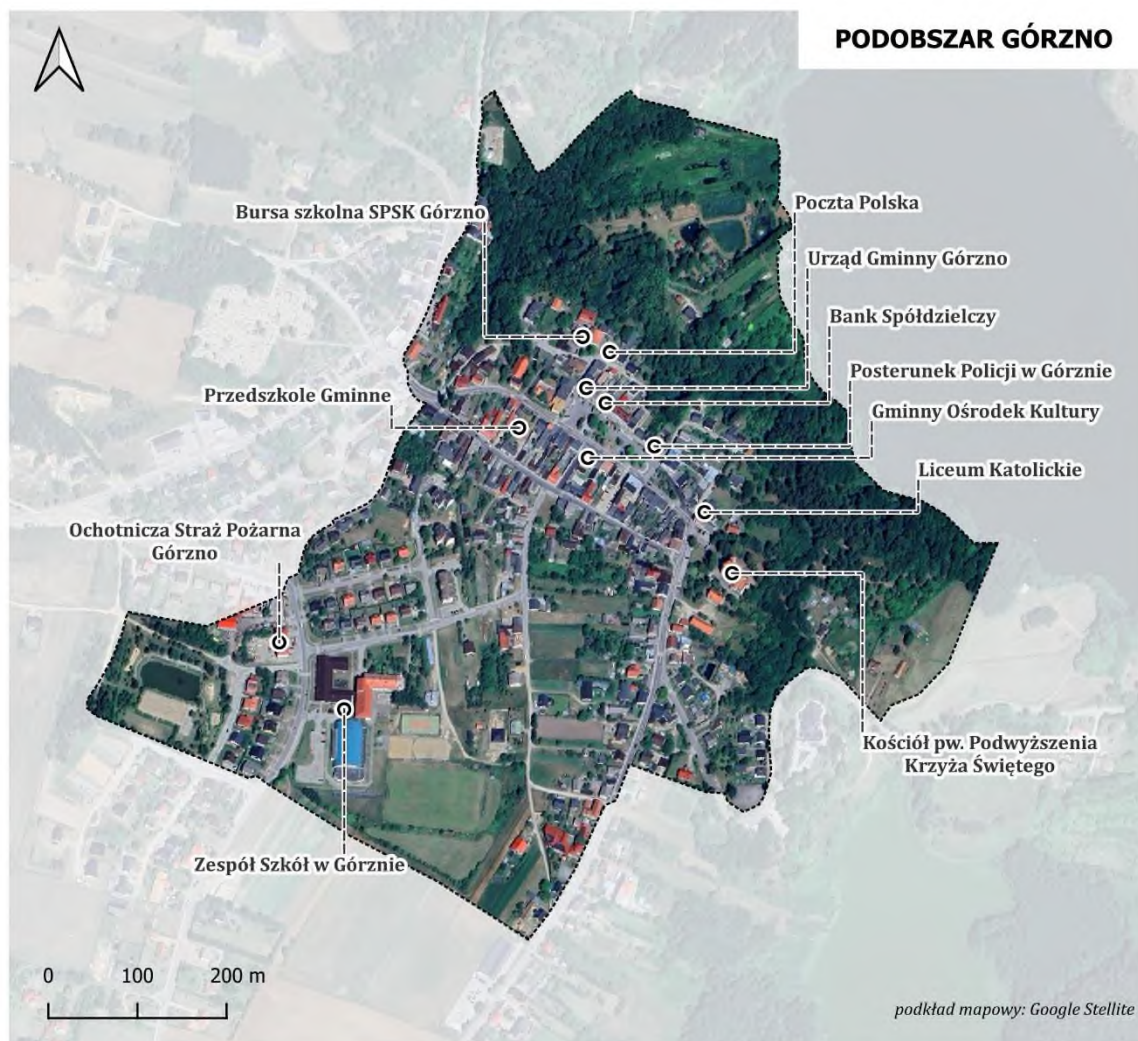 PODOBSZAR GÓRZNO
Bursa szkolna SPSK Górzno
Poczta Polska
Urząd Gminny Górzno
Bank Spółdzielczy
Posterunek Policji w Górznie
Przedszkole Gminne
Gminny Ośrodek Kultury
Liceum Katolickie
Ochotnicza Straż Pożarna
Górzno
Kościół pw. Podwyższenia
Krzyża Świętego
Zespół Szkół w Górznie
0 100 200 m
podkład mapowy: Google Stellite